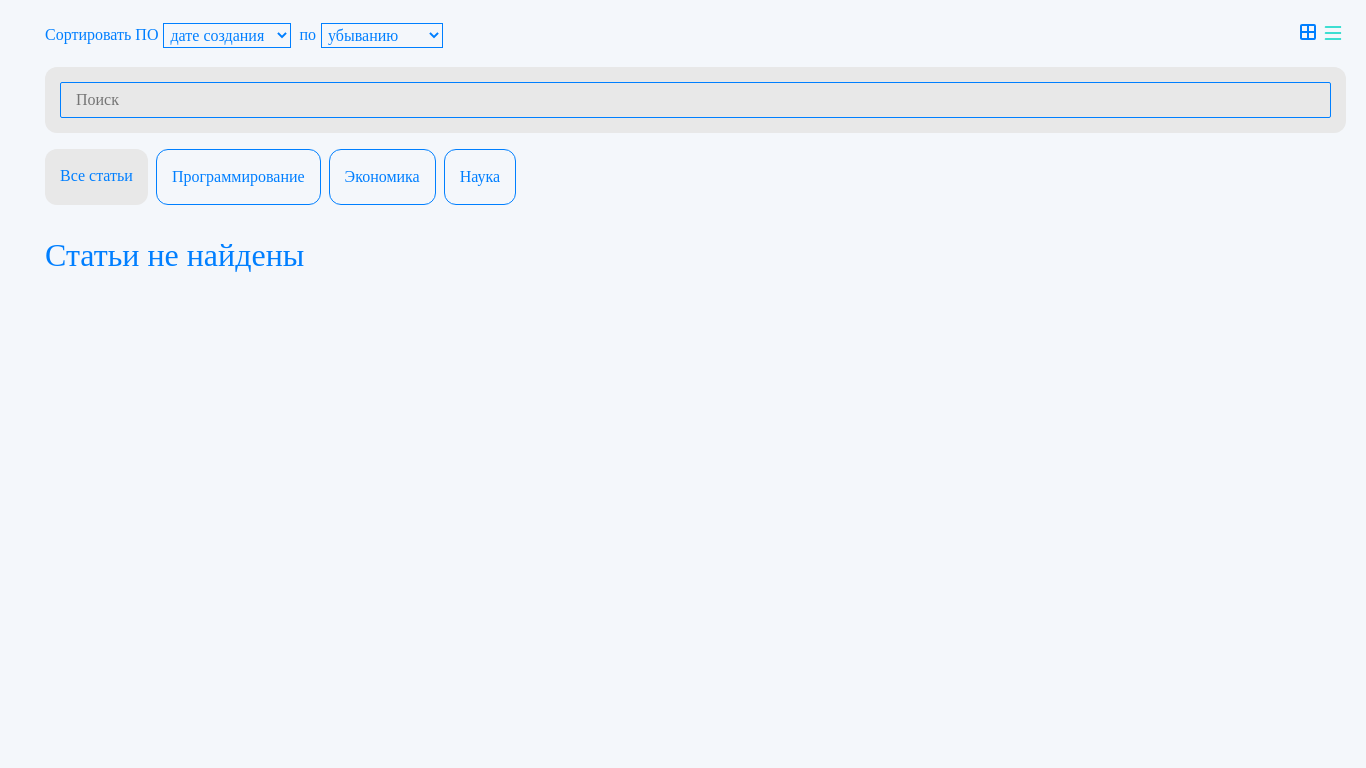 Сортировать ПО дате создания по убыванию
Поиск
Все статьи Программирование Экономика Наука
Статьи не найдены